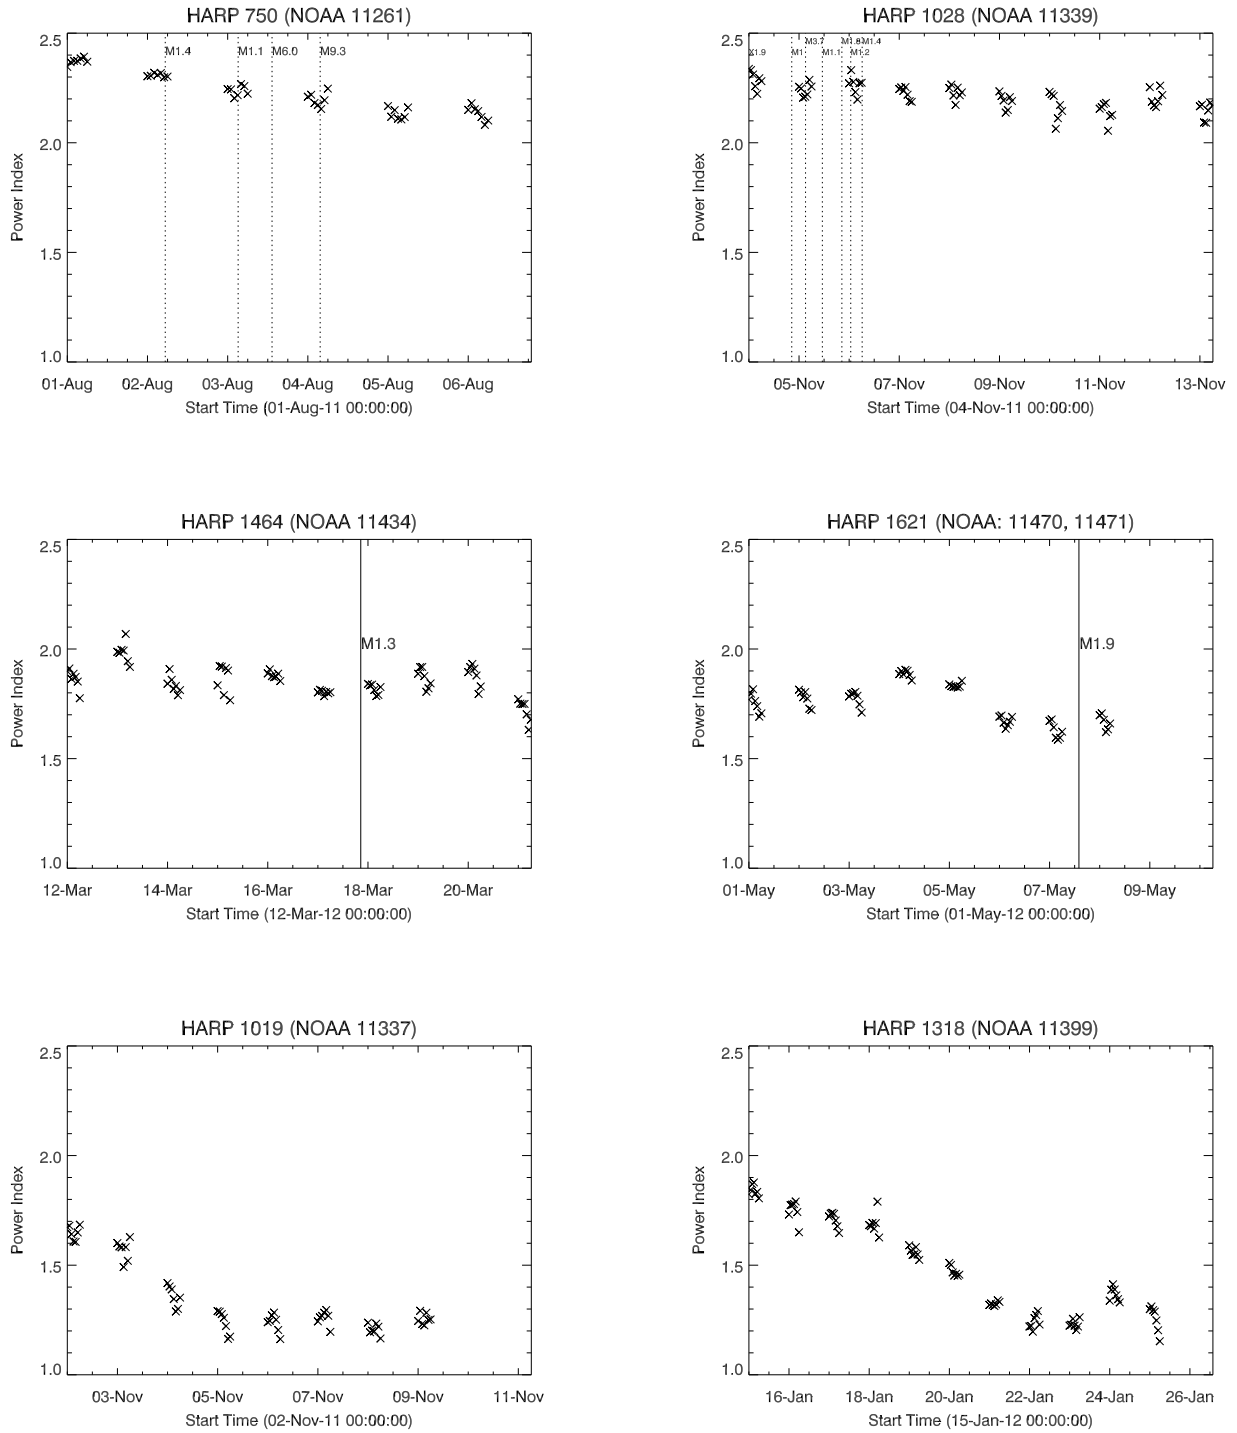 HARP 750 (NOAA 11261)
2.5
2.0
1.5
1.0
Power Index
M1.4
M1.1
M6.0
M9.3
01-Aug 02-Aug 03-Aug 04-Aug 05-Aug 06-Aug
Start Time (01-Aug-11 00:00:00)
HARP 1028 (NOAA 11339)
2.5
2.0
1.5
1.0
Power Index
M3.7
M1.4
X1.9
M1
M1.1
M1.2
05-Nov 07-Nov 09-Nov 11-Nov 13-Nov
Start Time (04-Nov-11 00:00:00)
HARP 1464 (NOAA 11434)
2.5
2.0
1.5
1.0
Power Index
M1.3
12-Mar 14-Mar 16-Mar 18-Mar 20-Mar
Start Time (12-Mar-12 00:00:00)
HARP 1621 (NOAA: 11470, 11471)
2.5
2.0
1.5
1.0
Power Index
M1.9
01-May 03-May 05-May 07-May 09-May
Start Time (01-May-12 00:00:00)
HARP 1019 (NOAA 11337)
2.5
2.0
1.5
1.0
Power Index
03-Nov 05-Nov 07-Nov 09-Nov 11-Nov
Start Time (02-Nov-11 00:00:00)
HARP 1318 (NOAA 11399)
2.5
2.0
1.5
1.0
Power Index
16-Jan 18-Jan 20-Jan 22-Jan 24-Jan 26-Jan
Start Time (15-Jan-12 00:00:00)